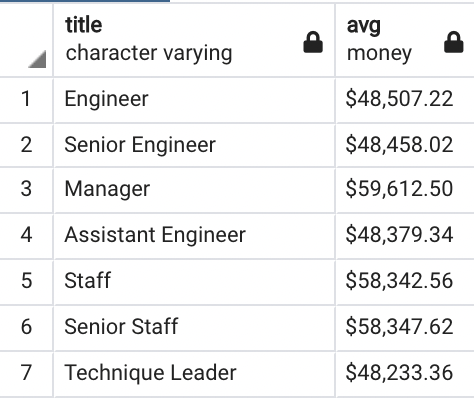 title avg
character varying money
1 Engineer $48,507.22
2 Senior Engineer $48,458.02
3 Manager $59,612.50
4 Assistant Engineer $48,379.34
5 Staff $58,342.56
6 Senior Staff $58,347.62
7 Technique Leader $48,233.36